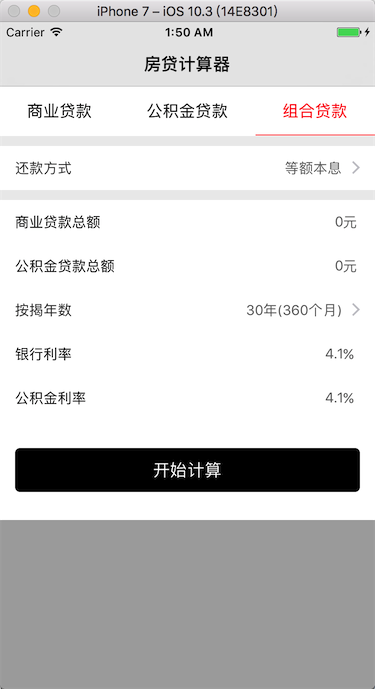 iPhone 7 – iOS 10.3 (14E8301)
Carrier 1:50 AM
房贷计算器
商业贷款 公积金贷款 组合贷款
还款方式 等额本息
商业贷款总额 0元
公积金贷款总额 0元
按揭年数 30年(360个月)
银行利率 4.1%
公积金利率 4.1%
开始计算